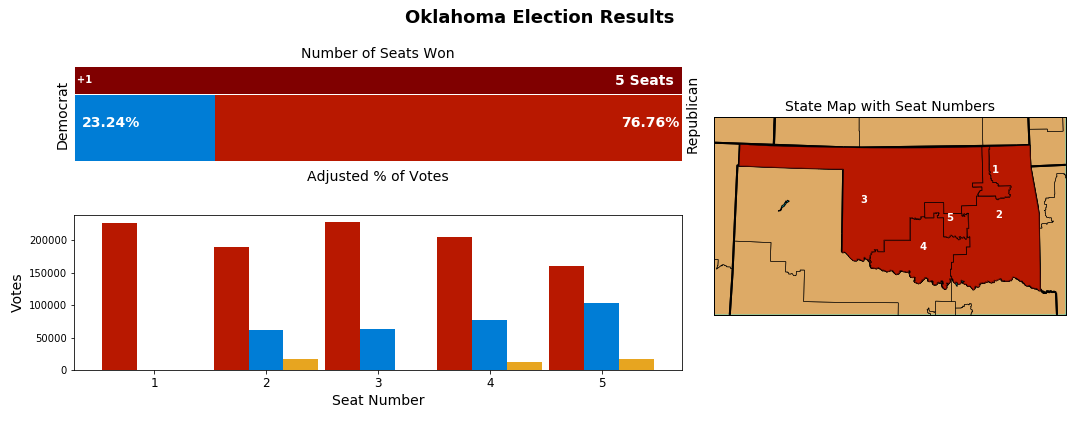 Oklahoma Election Results
Number of Seats Won
+1
5 Seats
Democrat
23.24%
76.76%
Republican
Adjusted % of Votes
Votes
200000
150000
100000
50000
0
1 2 3 4 5
Seat Number
State Map with Seat Numbers
1
3
2
5
4